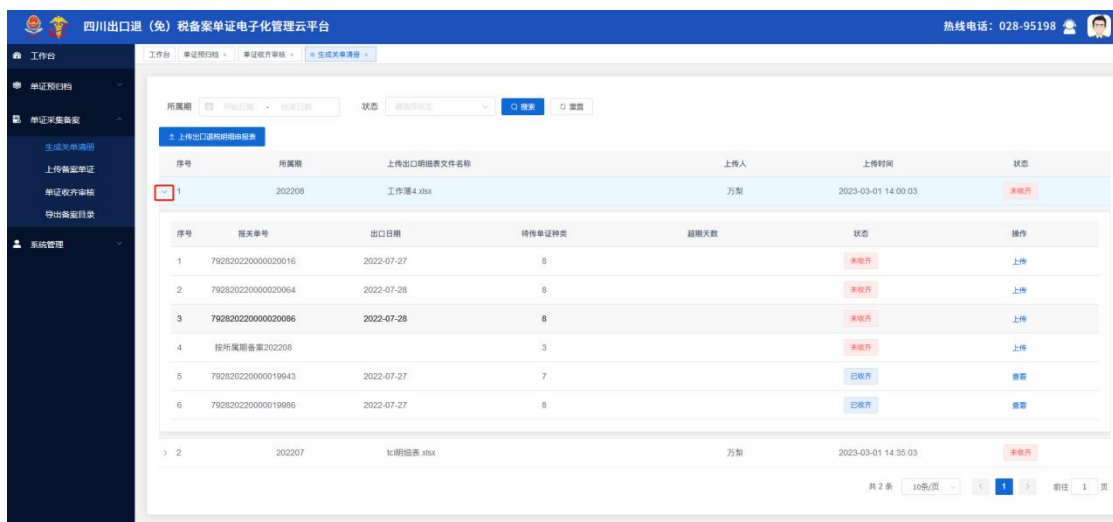 四川出口退（免）税备案单证电子化管理云平台 热线电话：028-95198
工作台
工作台 单证预归档 × 单证收齐审核 × 生成关单清册 ×
单证预归档
单证采集备案
生成关单清册
上传备案单证
单证收齐审核
导出备案目录
系统管理
所属期 开始日期 - 结束日期 状态 请选择状态 搜索 重置
上传出口退税明细申报表
序号 所属期 上传出口明细表文件名称 上传人 上传时间 状态
1 202208 工作簿4.xlsx 万梨 2023-03-01 14:00:03 未收齐
序号 报关单号 出口日期 待传单证种类 超期天数 状态 操作
1 792820220000020016 2022-07-27 8 未收齐 上传
2 792820220000020064 2022-07-28 8 未收齐 上传
3 792820220000020086 2022-07-28 8 未收齐 上传
4 按所属期备案202208 3 未收齐 上传
5 792820220000019943 2022-07-27 7 已收齐 查看
6 792820220000019986 2022-07-27 8 已收齐 查看
2 202207 tcl明细表.xlsx 万梨 2023-03-01 14:35:03 未收齐
共 2 条 10条/页 < 1 > 前往 1 页